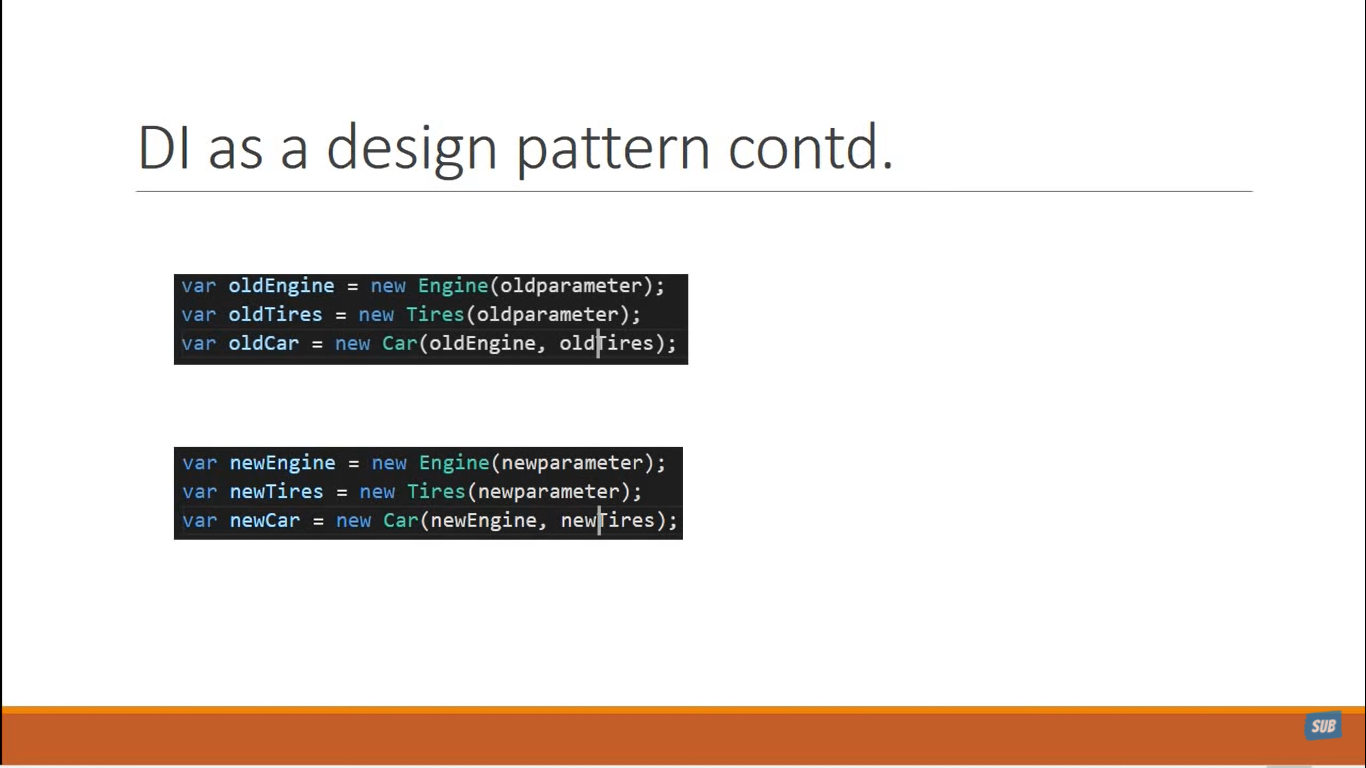 DI as a design pattern contd.
var oldEngine = new Engine(oldparameter);
var oldTires = new Tires(oldparameter);
var oldCar = new Car(oldEngine, oldTires);
var newEngine = new Engine(newparameter);
var newTires = new Tires(newparameter);
var newCar = new Car(newEngine, newTires);
SUB